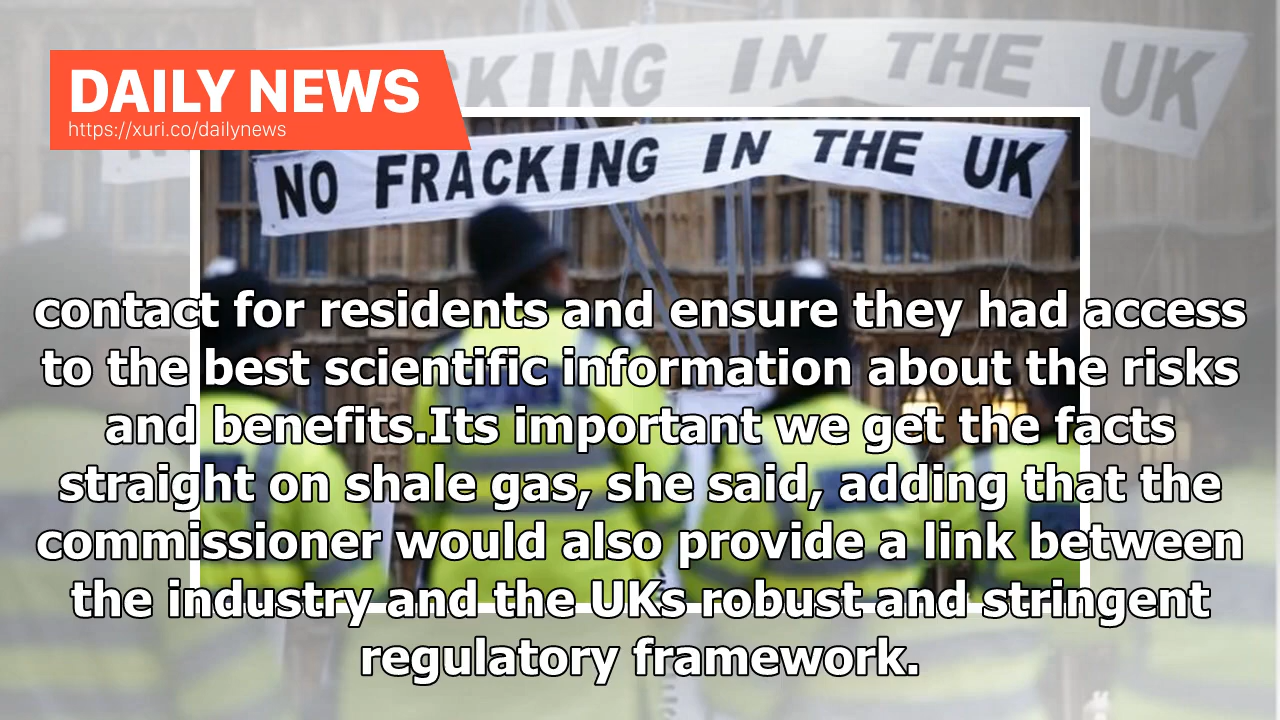 DAILY NEWS
https://xuri.co/dailynews
KING IN THE UK
NO FRACKING IN THE UK
contact for residents and ensure they had access
to the best scientific information about the risks
and benefits.Its important we get the facts
straight on shale gas, she said, adding that the
commissioner would also provide a link between
the industry and the UKs robust and stringent
regulatory framework.